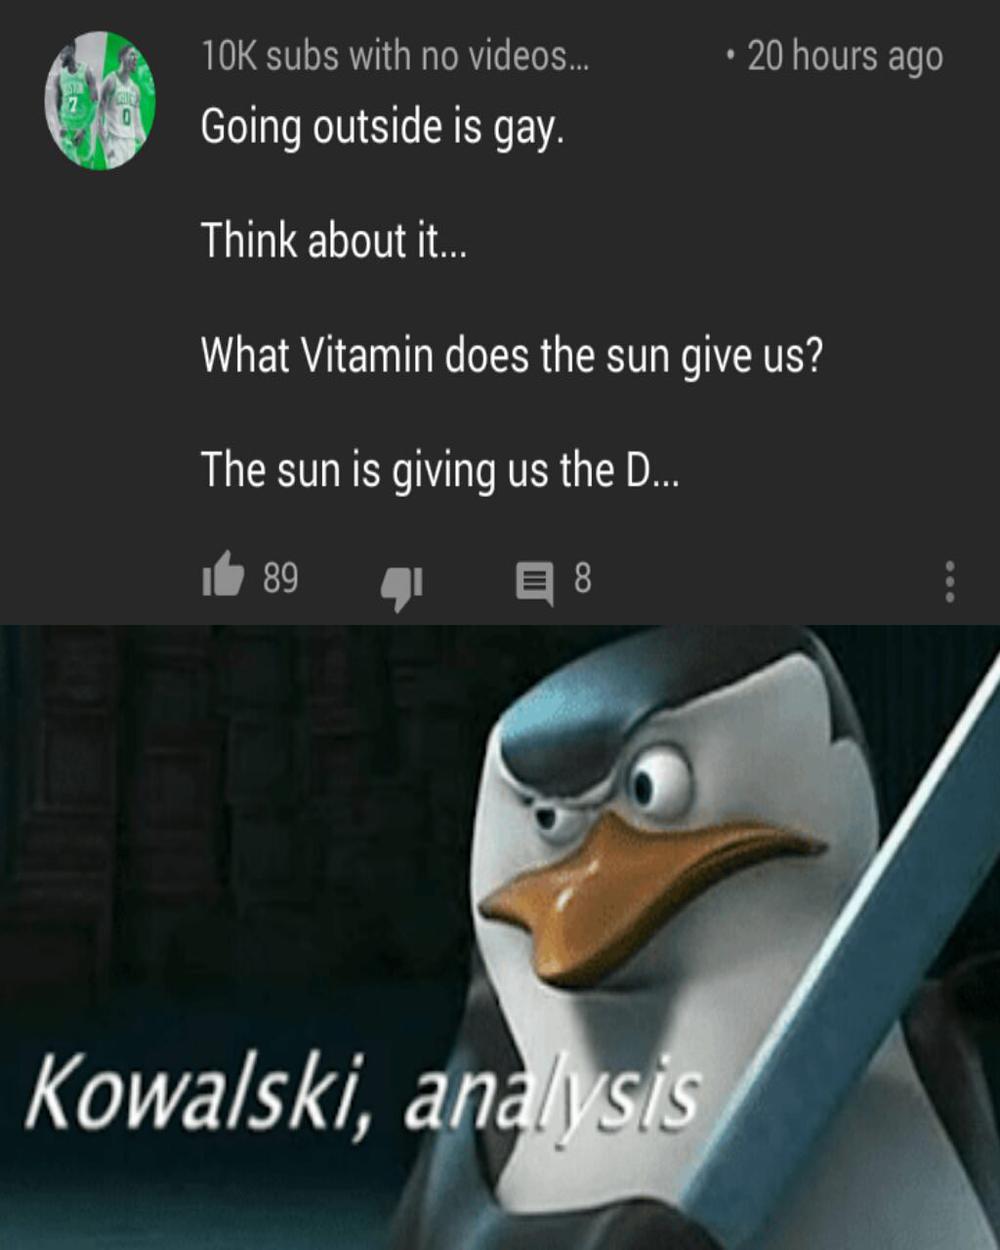 10K subs with no videos... • 20 hours ago
Going outside is gay.
Think about it...
What Vitamin does the sun give us?
The sun is giving us the D...
89 8
Kowalski, analysis